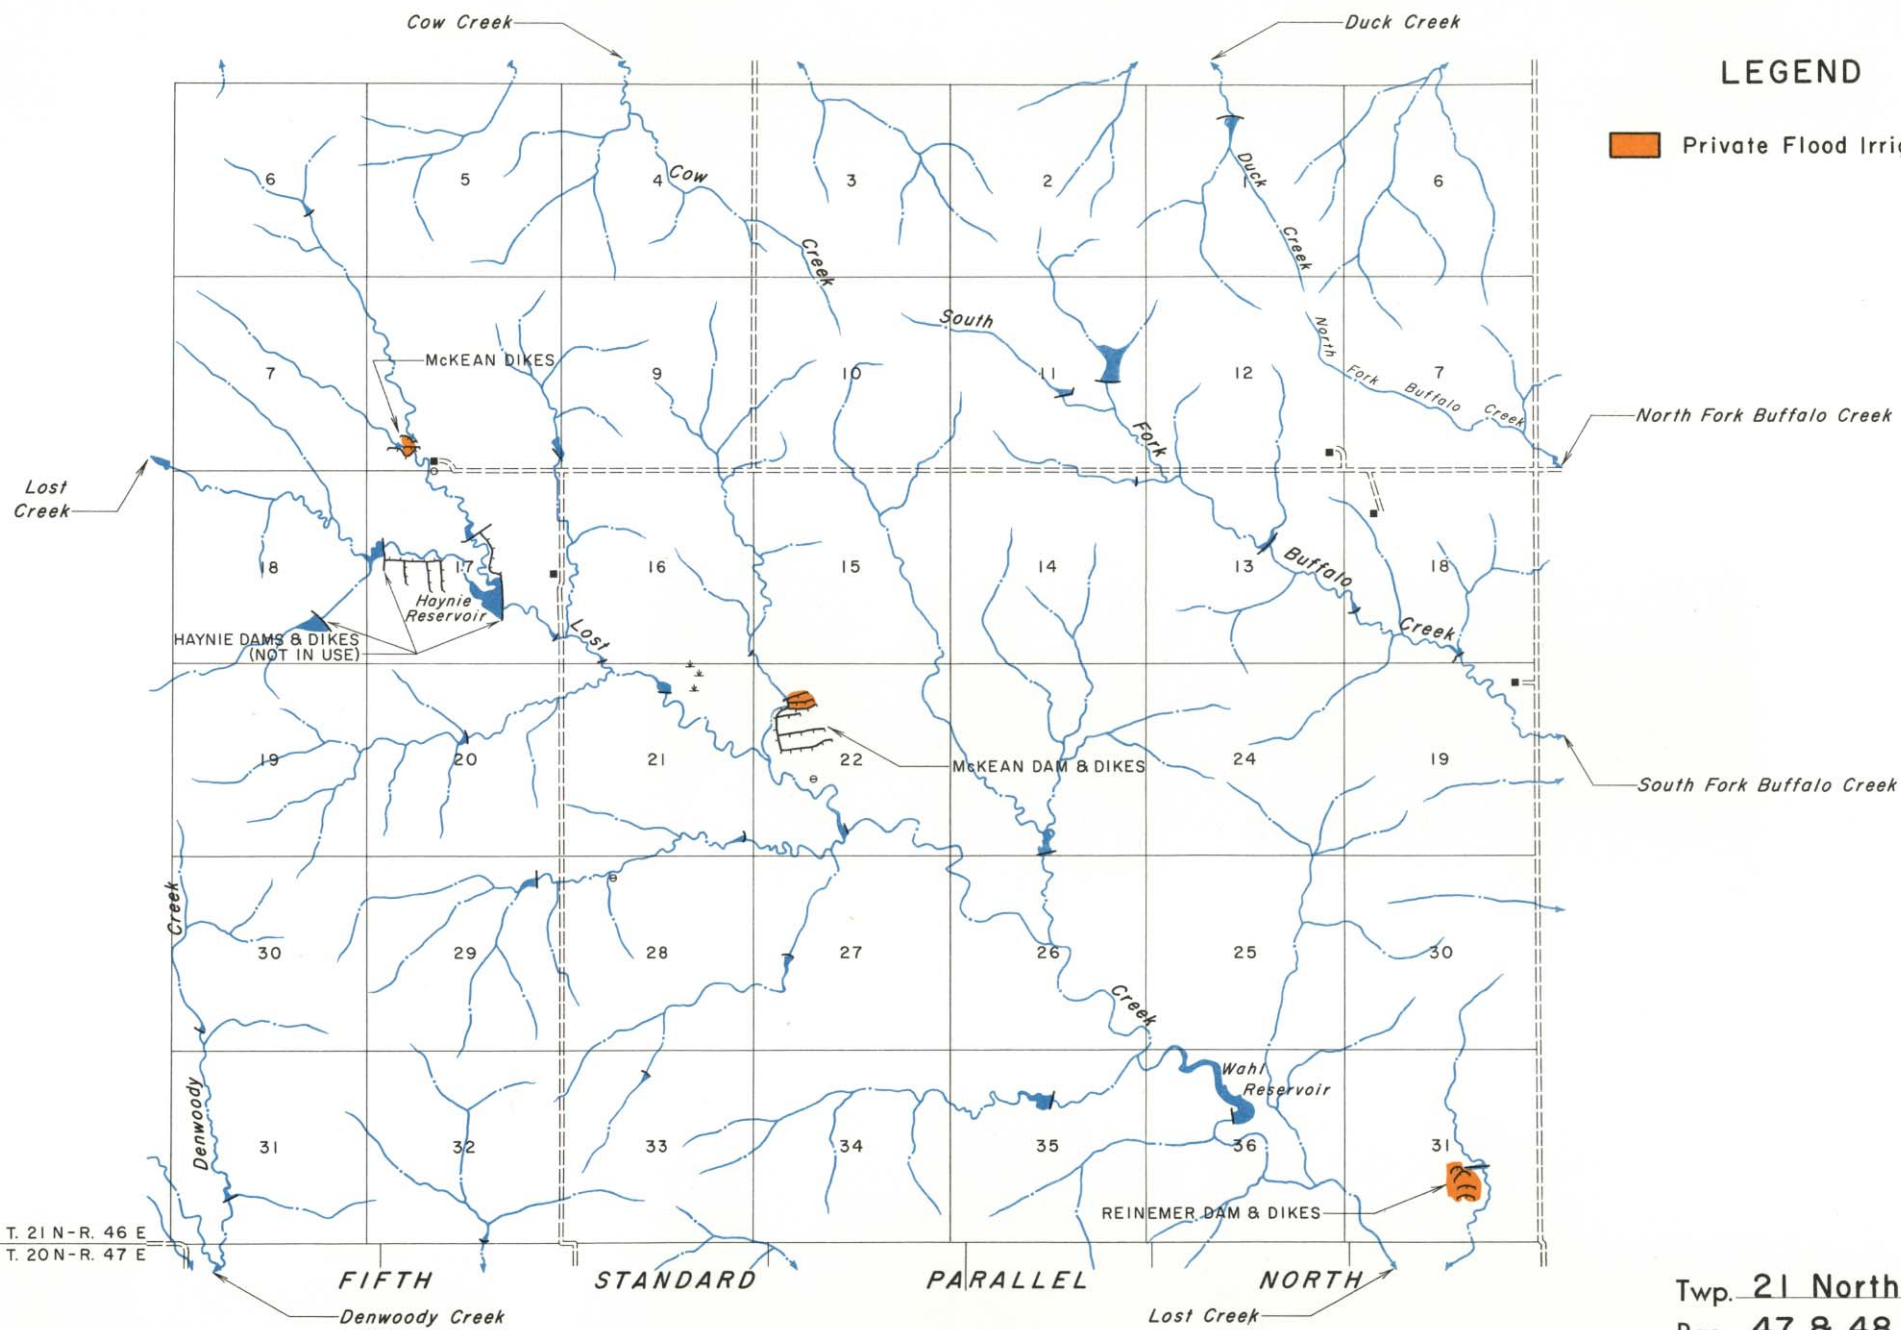 Cow Creek
Duck Creek
LEGEND
Private Flood
6
5
4
Cow
3
2
Duck
1
6
Creek
Creek
South
North
McKEAN DIKES
7
9
10
11
12
7
Fork Buffalo Creek
North Fork Buffalo Creek
Fork
Lost
Creek
18
17
16
15
14
13
18
Buffalo
Haynie
Reservoir
HAYNIE DAMS & DIKES
(NOT IN USE)
Lost
Creek
19
20
21
22
24
19
McKEAN DAM & DIKES
South Fork Buffalo Creek
Creek
30
29
28
27
26
25
30
Creek
Wahl
Reservoir
Denwoody
31
32
33
34
35
36
31
REINEMER DAM & DIKES
T. 21 N-R. 46 E
T. 20 N-R. 47 E
FIFTH STANDARD PARALLEL NORTH
Denwoody Creek
Lost Creek
Twp. 21 North
47 & 48